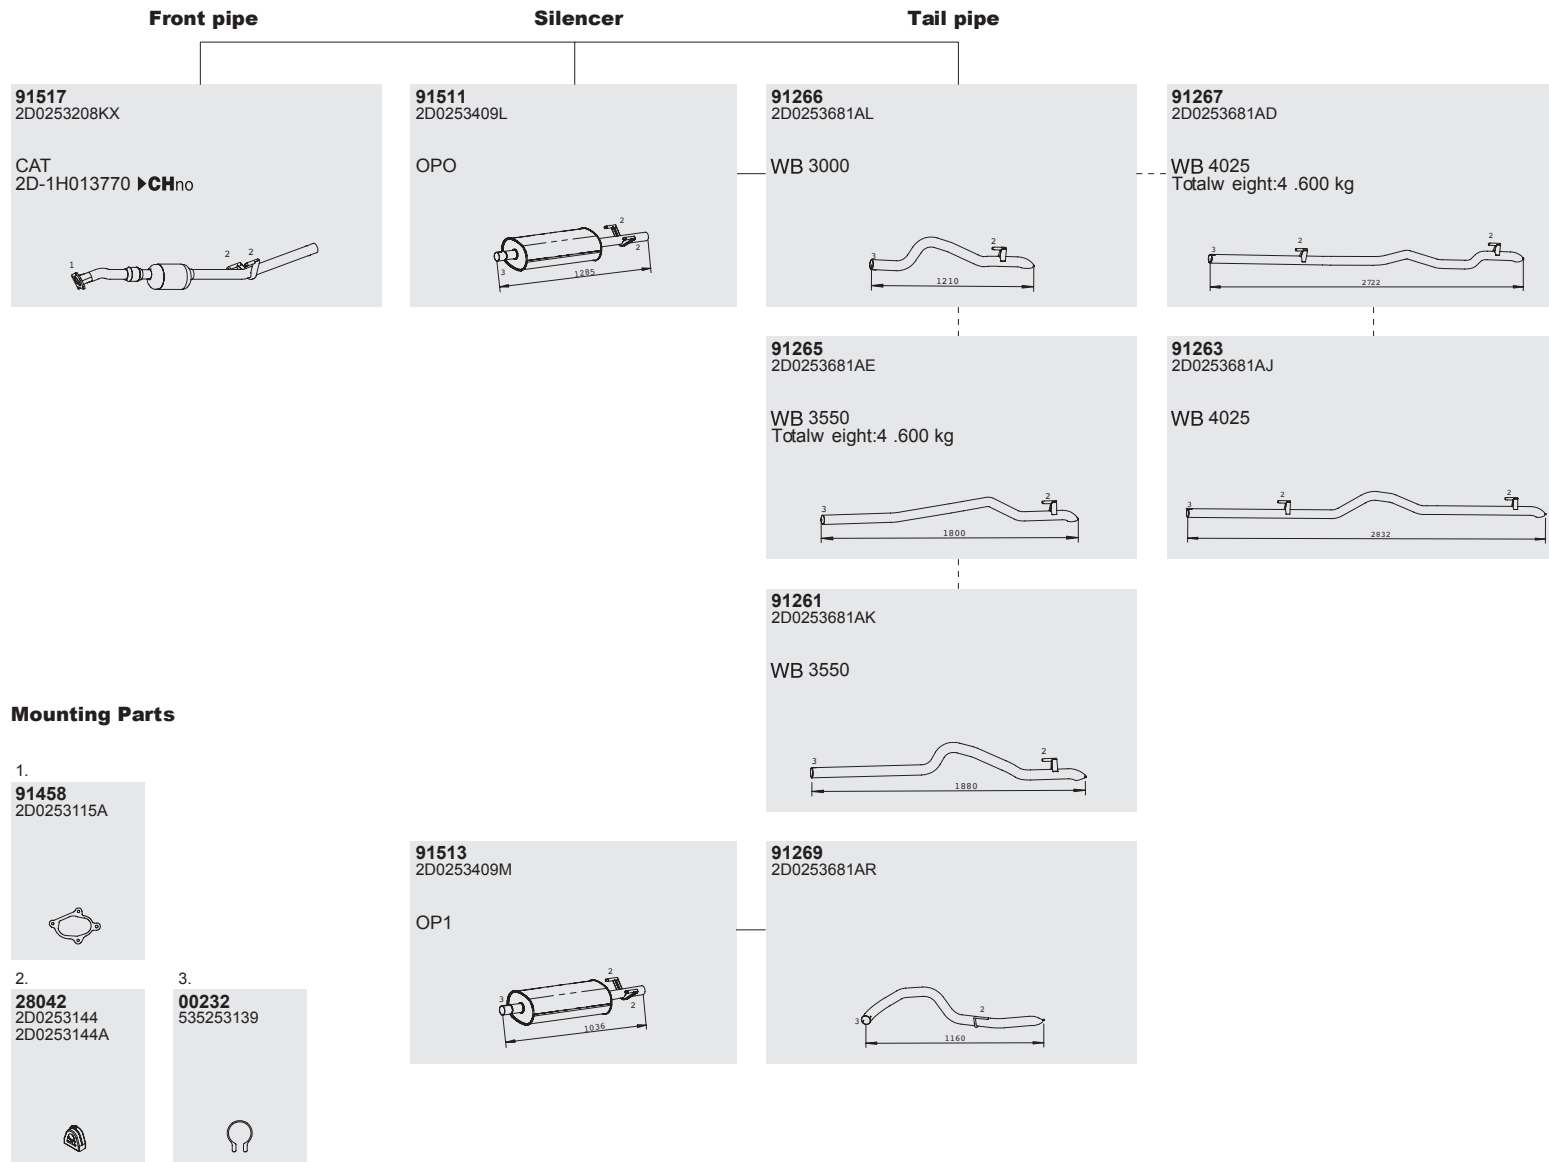 Front pipe
Silencer
Tail pipe
91517
2D0253208KX
CAT
2D-1H013770 ▶CHno
1
2
2
91511
2D0253409L
OPO
2
2
3
1285
91266
2D0253681AL
WB 3000
3
2
1210
91267
2D0253681AD
WB 4025
Totalw eight:4 .600 kg
3
2
2
2722
91265
2D0253681AE
WB 3550
Totalw eight:4 .600 kg
3
2
1800
91263
2D0253681AJ
WB 4025
3
2
2
2832
91261
2D0253681AK
WB 3550
3
2
1880
Mounting Parts
1.
91458
2D0253115A
2.
28042
2D0253144
2D0253144A
3.
00232
535253139
91513
2D0253409M
OP1
3
2
2
1036
91269
2D0253681AR
3
2
1160